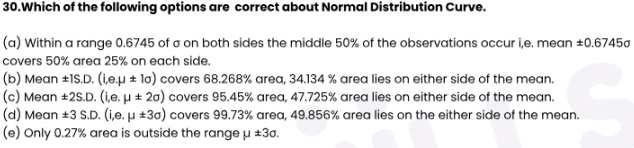 30.Which of the following options are correct about Normal Distribution Curve.
(a) Within a range 0.6745 of σ on both sides the middle 50% of the observations occur i,e. mean ±0.6745σ
covers 50% area 25% on each side.
(b) Mean ±1S.D. (i,e.μ ± 1σ) covers 68.268% area, 34.134 % area lies on either side of the mean.
(c) Mean ±2S.D. (i,e. μ ± 2σ) covers 95.45% area, 47.725% area lies on either side of the mean.
(d) Mean ±3 S.D. (i,e. μ ±3σ) covers 99.73% area, 49.856% area lies on the either side of the mean.
(e) Only 0.27% area is outside the range μ ±3σ.